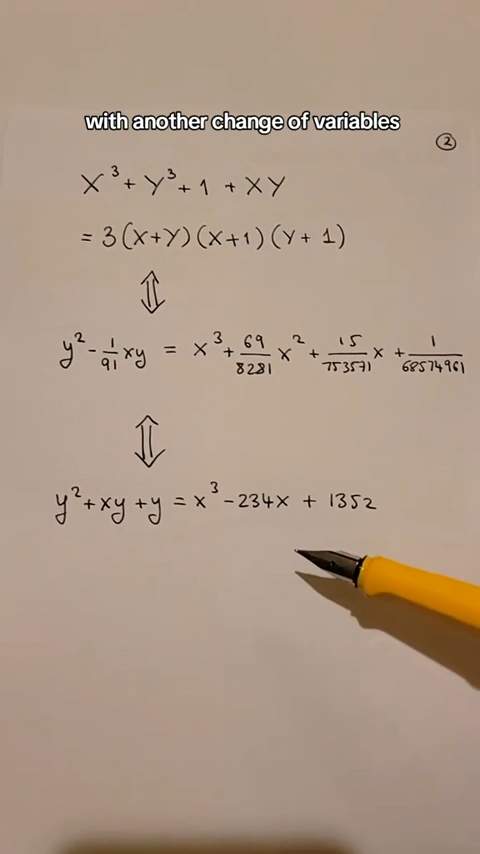 with another change of variables
②
X³ + Y³ + 1 + XY
= 3(X+Y)(X+1)(Y+1)
⇕
y² - 1/91 xy = x³ + 69/8281 x² + 15/753571 x + 1/68574961
⇕
y² + xy + y = x³ - 234x + 1352